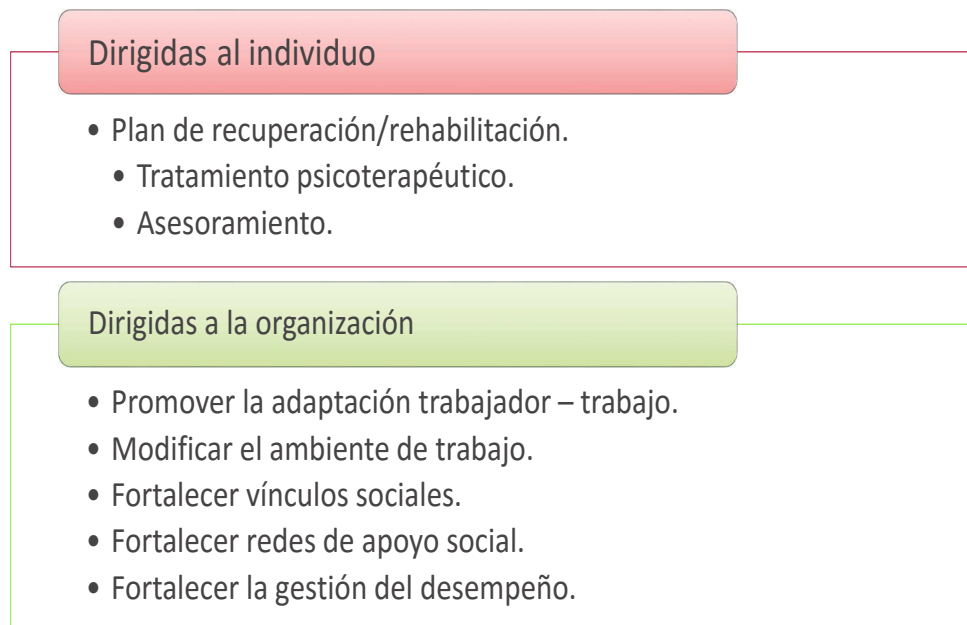 Dirigidas al individuo
• Plan de recuperación/rehabilitación.
• Tratamiento psicoterapéutico.
• Asesoramiento.
Dirigidas a la organización
• Promover la adaptación trabajador – trabajo.
• Modificar el ambiente de trabajo.
• Fortalecer vínculos sociales.
• Fortalecer redes de apoyo social.
• Fortalecer la gestión del desempeño.